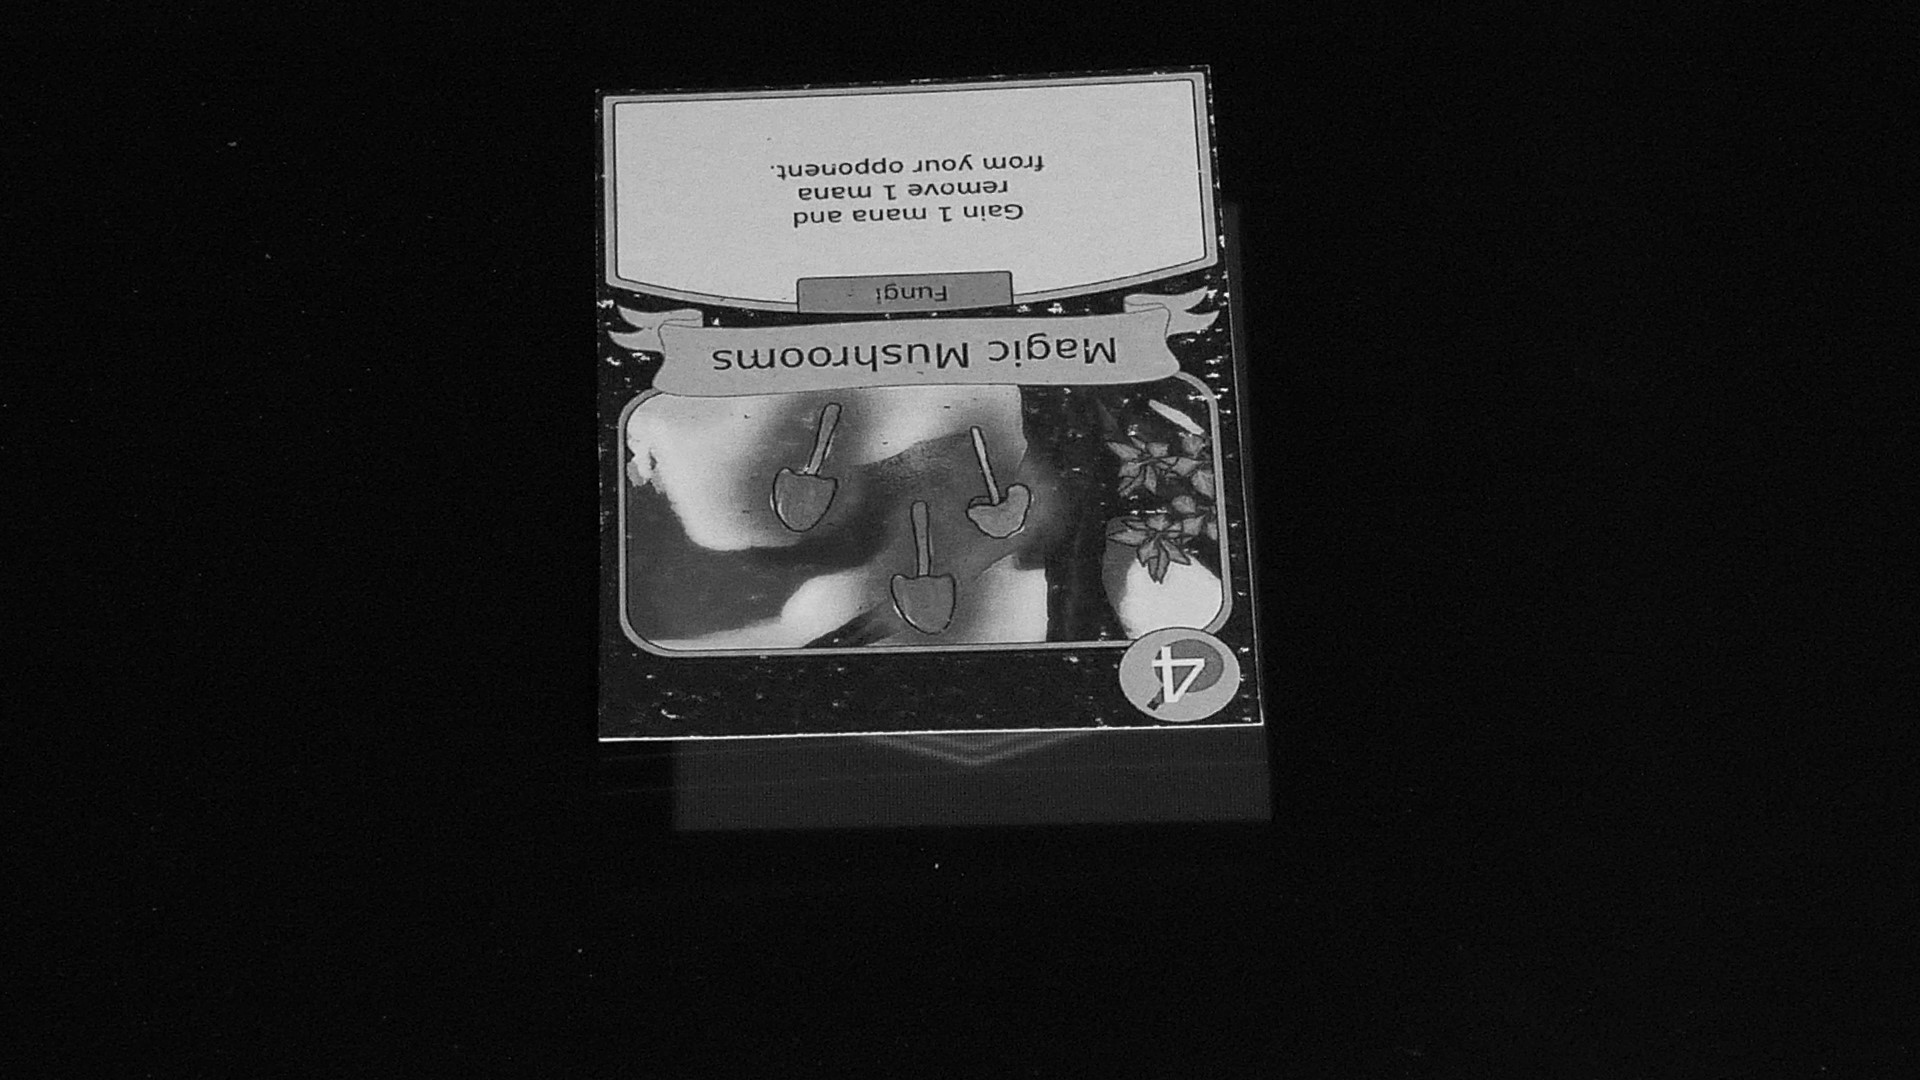 4
Magic Mushrooms
Fungi
Gain 1 mana and
remove 1 mana
from your opponent.